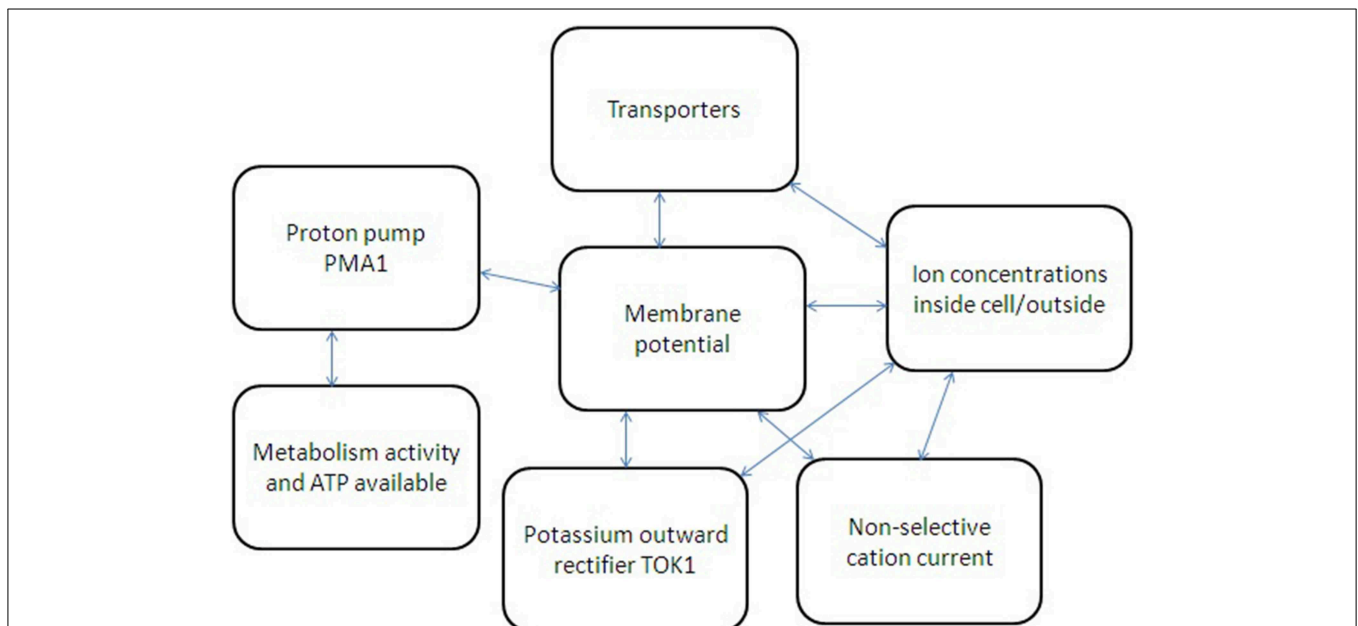 Transporters
Proton pump
PMA1
Ion concentrations
inside cell/outside
Membrane
potential
Metabolism activity
and ATP available
Potassium outward
rectifier TOK1
Non-selective
cation current